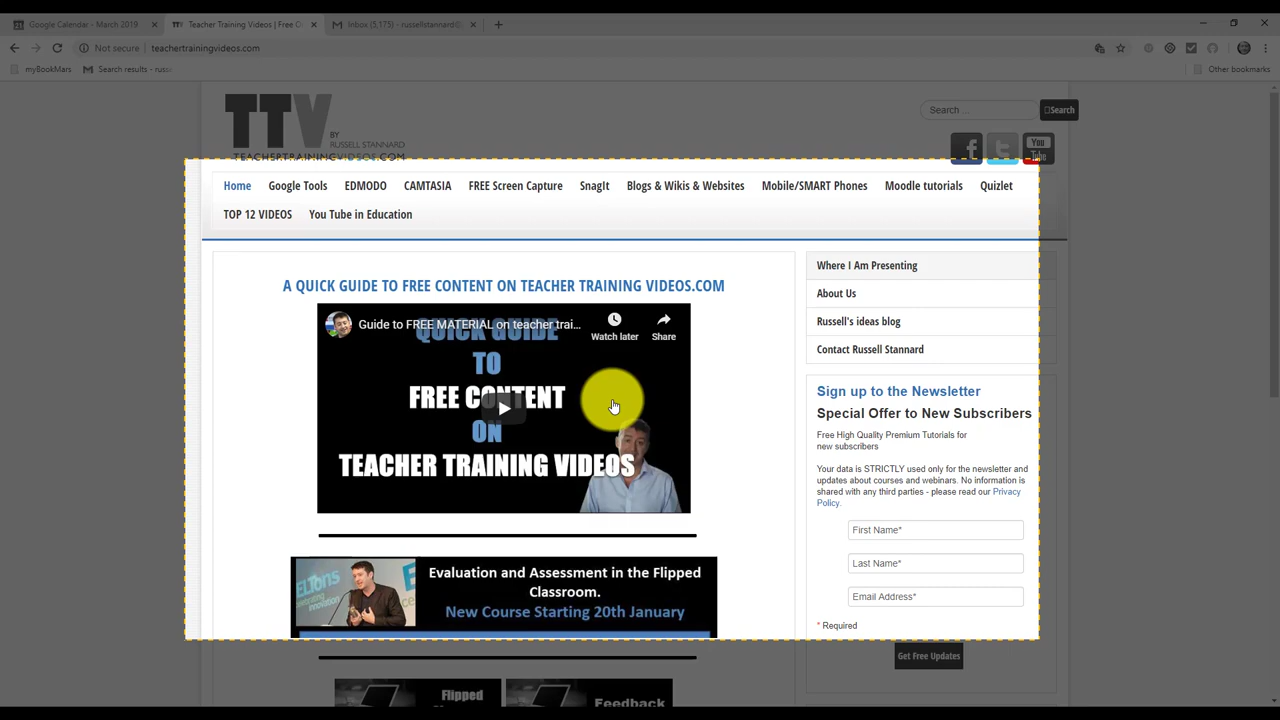 Google Calendar - March 2019
Teacher Training Videos | Free O
Inbox (3,175) - russellstannard@
Not secure | teachertrainingvideos.com
myBookMars
Search results - russ
Other bookmarks
TTV
BY
RUSSELL STANNARD
TEACHERTRAININGVIDEOS.COM
Search ...
Search
You
Tube
Home Google Tools EDMODO CAMTASIA FREE Screen Capture SnagIt Blogs & Wikis & Websites Mobile/SMART Phones Moodle tutorials Quizlet
TOP 12 VIDEOS You Tube in Education
A QUICK GUIDE TO FREE CONTENT ON TEACHER TRAINING VIDEOS.COM
Guide to FREE MATERIAL on teacher trai...
Watch later
Share
QUICK GUIDE
TO
FREE CONTENT
ON
TEACHER TRAINING VIDEOS
Evaluation and Assessment in the Flipped
Classroom.
New Course Starting 20th January
Flipped
Feedback
Where I Am Presenting
About Us
Russell's ideas blog
Contact Russell Stannard
Sign up to the Newsletter
Special Offer to New Subscribers
Free High Quality Premium Tutorials for
new subscribers
Your data is STRICTLY used only for the newsletter and
updates about courses and webinars. No information is
shared with any third parties - please read our Privacy
Policy.
First Name*
Last Name*
Email Address*
* Required
Get Free Updates